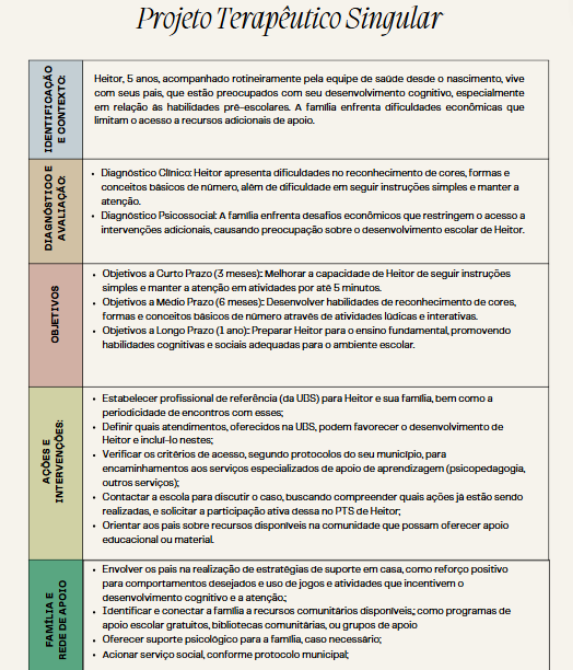 Projeto Terapêutico Singular
IDENTIFICAÇÃO
E CONTEXTO:
Heitor, 5 anos, acompanhado rotineiramente pela equipe de saúde desde o nascimento, vive
com seus pais, que estão preocupados com seu desenvolvimento cognitivo, especialmente
em relação às habilidades pré-escolares. A família enfrenta dificuldades econômicas que
limitam o acesso a recursos adicionais de apoio.
DIAGNÓSTICO E
AVALIAÇÃO:
• Diagnóstico Clínico: Heitor apresenta dificuldades no reconhecimento de cores, formas e
conceitos básicos de número, além de dificuldade em seguir instruções simples e manter a
atenção.
• Diagnóstico Psicossocial: A família enfrenta desafios econômicos que restringem o acesso a
intervenções adicionais, causando preocupação sobre o desenvolvimento escolar de Heitor.
OBJETIVOS
• Objetivos a Curto Prazo (3 meses): Melhorar a capacidade de Heitor de seguir instruções
simples e manter a atenção em atividades por até 5 minutos.
• Objetivos a Médio Prazo (6 meses): Desenvolver habilidades de reconhecimento de cores,
formas e conceitos básicos de número através de atividades lúdicas e interativas.
• Objetivos a Longo Prazo (1 ano): Preparar Heitor para o ensino fundamental, promovendo
habilidades cognitivas e sociais adequadas para o ambiente escolar.
AÇÕES E
INTERVENÇÕES:
• Estabelecer profissional de referência (da UBS) para Heitor e sua família, bem como a
periodicidade de encontros com esses;
• Definir quais atendimentos, oferecidos na UBS, podem favorecer o desenvolvimento de
Heitor e incluí-lo nestes;
• Verificar os critérios de acesso, segundo protocolos do seu município, para
encaminhamentos aos serviços especializados de apoio de aprendizagem (psicopedagogia,
outros serviços);
• Contactar a escola para discutir o caso, buscando compreender quais ações já estão sendo
realizadas, e solicitar a participação ativa dessa no PTS de Heitor;
• Orientar aos pais sobre recursos disponíveis na comunidade que possam oferecer apoio
educacional ou material.
FAMÍLIA E
REDE DE APOIO
• Envolver os pais na realização de estratégias de suporte em casa, como reforço positivo
para comportamentos desejados e uso de jogos e atividades que incentivem o
desenvolvimento cognitivo e a atenção;
• Identificar e conectar a família a recursos comunitários disponíveis; como programas de
apoio escolar gratuitos, bibliotecas comunitárias, ou grupos de apoio
• Oferecer suporte psicológico para a família, caso necessário;
• Acionar serviço social, conforme protocolo municipal;